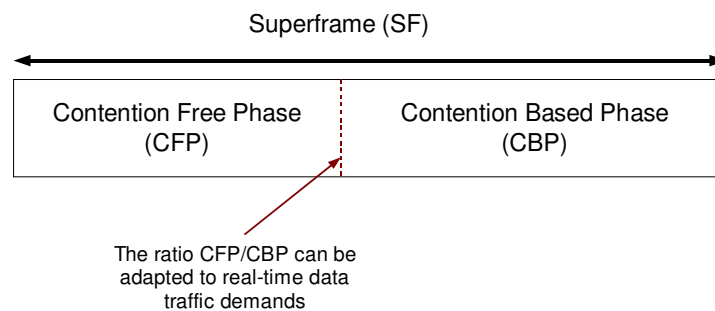 Superframe (SF)
Contention Free Phase
(CFP)
Contention Based Phase
(CBP)
The ratio CFP/CBP can be
adapted to real-time data
traffic demands